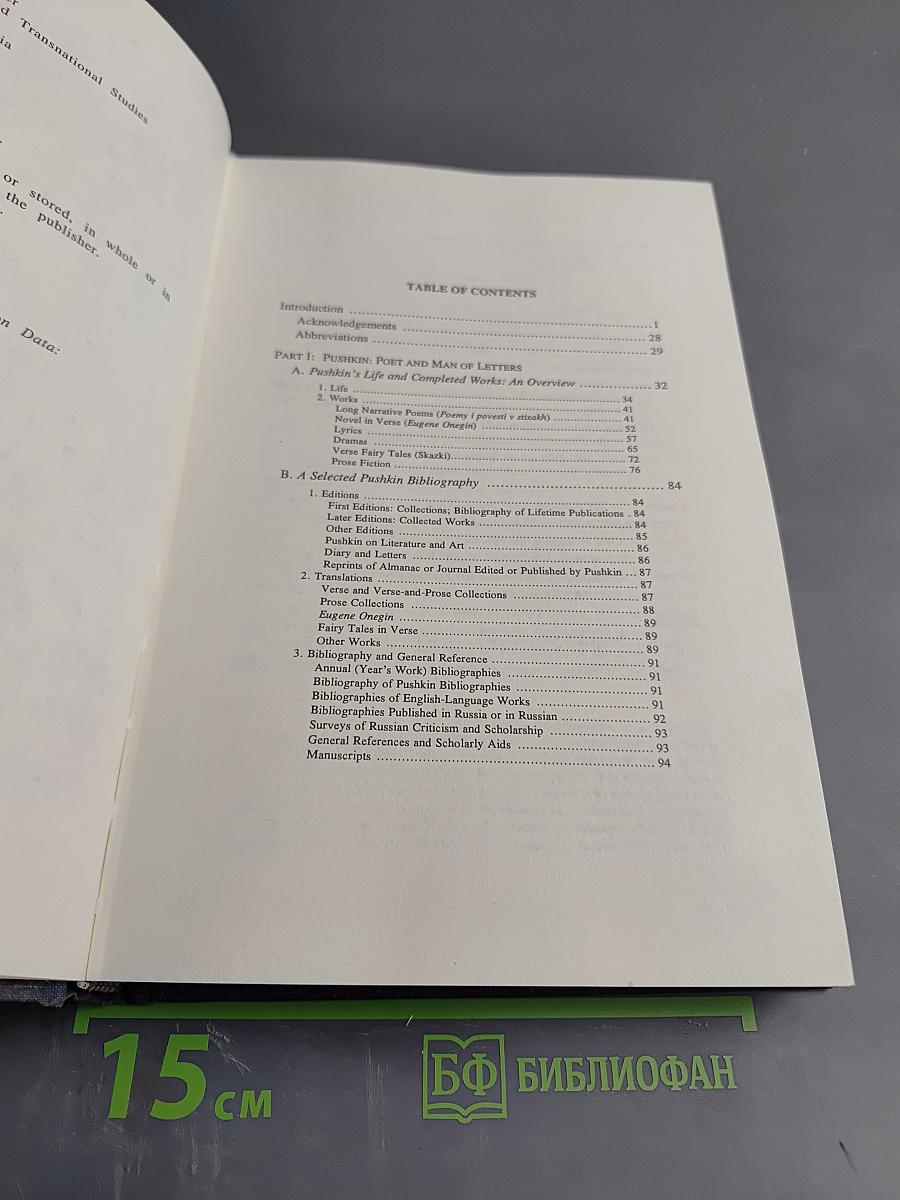 d Transnational Studies
ia
or stored, in whole or in
the publisher.
on Data:
TABLE OF CONTENTS
Introduction ........ 1
Acknowledgements ........ 28
Abbreviations ........ 29
PART I: PUSHKIN: POET AND MAN OF LETTERS
A. Pushkin's Life and Completed Works: An Overview ........ 32
1. Life ........ 34
2. Works ........ 41
Long Narrative Poems (Poemy i povesti v stixakh) ........ 41
Novel in Verse (Eugene Onegin) ........ 52
Lyrics ........ 57
Dramas ........ 65
Verse Fairy Tales (Skazki)........ 72
Prose Fiction ........ 76
B. A Selected Pushkin Bibliography ........ 84
1. Editions ........ 84
First Editions: Collections; Bibliography of Lifetime Publications . 84
Later Editions: Collected Works ........ 84
Other Editions ........ 85
Pushkin on Literature and Art ........ 86
Diary and Letters ........ 86
Reprints of Almanac or Journal Edited or Published by Pushkin ... 87
2. Translations ........ 87
Verse and Verse-and-Prose Collections ........ 87
Prose Collections ........ 88
Eugene Onegin ........ 89
Fairy Tales in Verse ........ 89
Other Works ........ 89
3. Bibliography and General Reference ........ 91
Annual (Year's Work) Bibliographies ........ 91
Bibliography of Pushkin Bibliographies ........ 91
Bibliographies of English-Language Works ........ 91
Bibliographies Published in Russia or in Russian ........ 92
Surveys of Russian Criticism and Scholarship ........ 93
General References and Scholarly Aids ........ 93
Manuscripts ........ 94
15 см
БФ БИБЛИОФАН